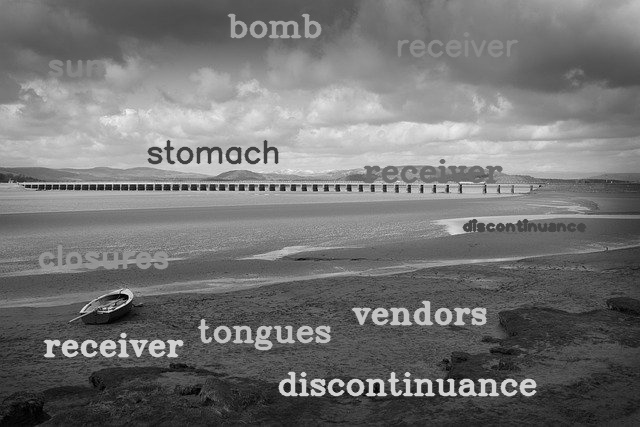 bomb
receiver
sun
stomach
receiver
discontinuance
closures
vendors
tongues
receiver
discontinuance